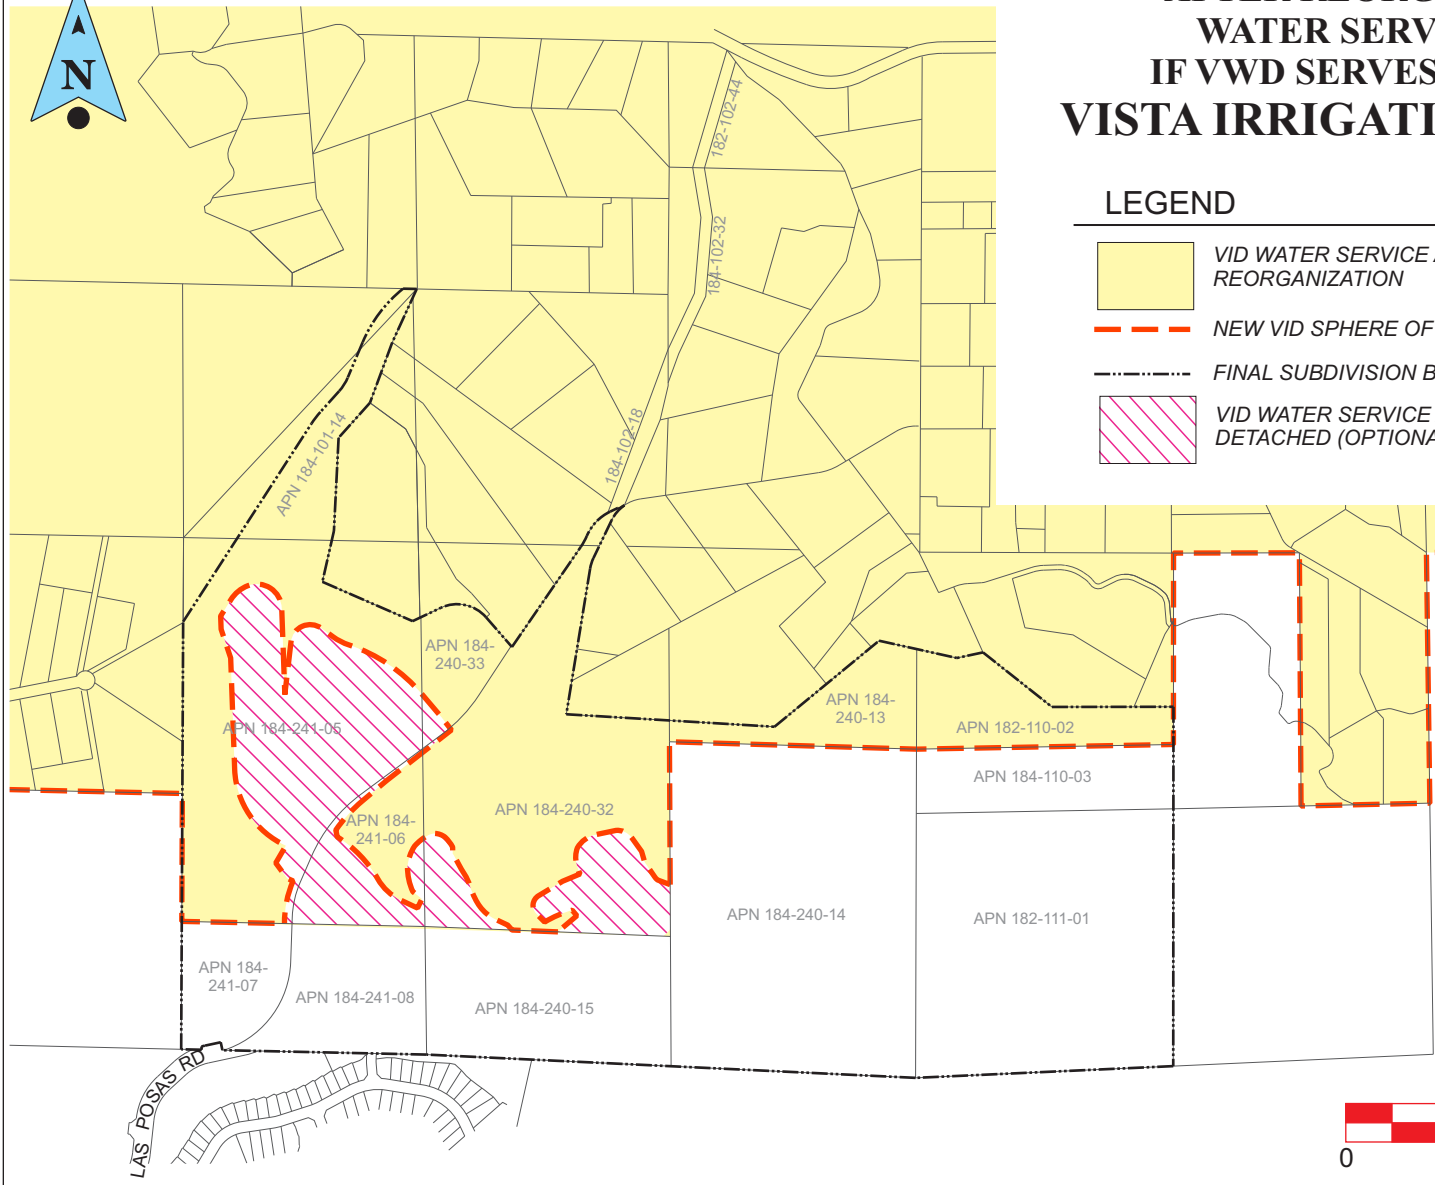 WATER SERV
IF VWD SERVES
VISTA IRRIGATI
N
LEGEND
VID WATER SERVICE
REORGANIZATION
NEW VID SPHERE OF
FINAL SUBDIVISION B
VID WATER SERVICE
DETACHED (OPTIONA
182-102-44
184-102-32
184-102-18
APN 184-101-14
APN 184-
240-33
APN 184-241-05
APN 184-
240-13
APN 182-110-02
APN 184-110-03
APN 184-240-32
APN 184-
241-06
APN 184-240-14
APN 182-111-01
APN 184-
241-07
APN 184-241-08
APN 184-240-15
LAS POSAS RD
0